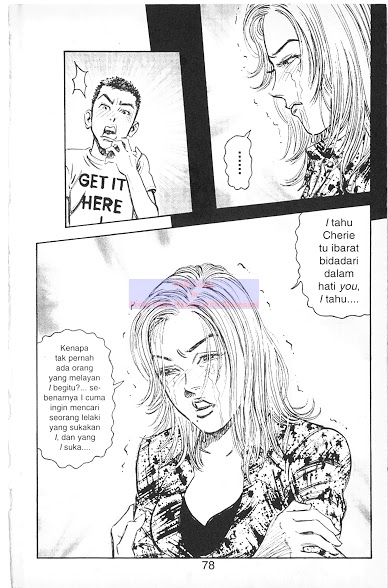 ......
GET IT
HERE
I tahu
Cherie
tu ibarat
bidadari
dalam
hati you,
I tahu....
Kenapa
tak pernah
ada orang
yang melayan
I begitu?... se-
benarnya I cuma
ingin mencari
seorang lelaki
yang sukakan
I, dan yang
I suka....
78